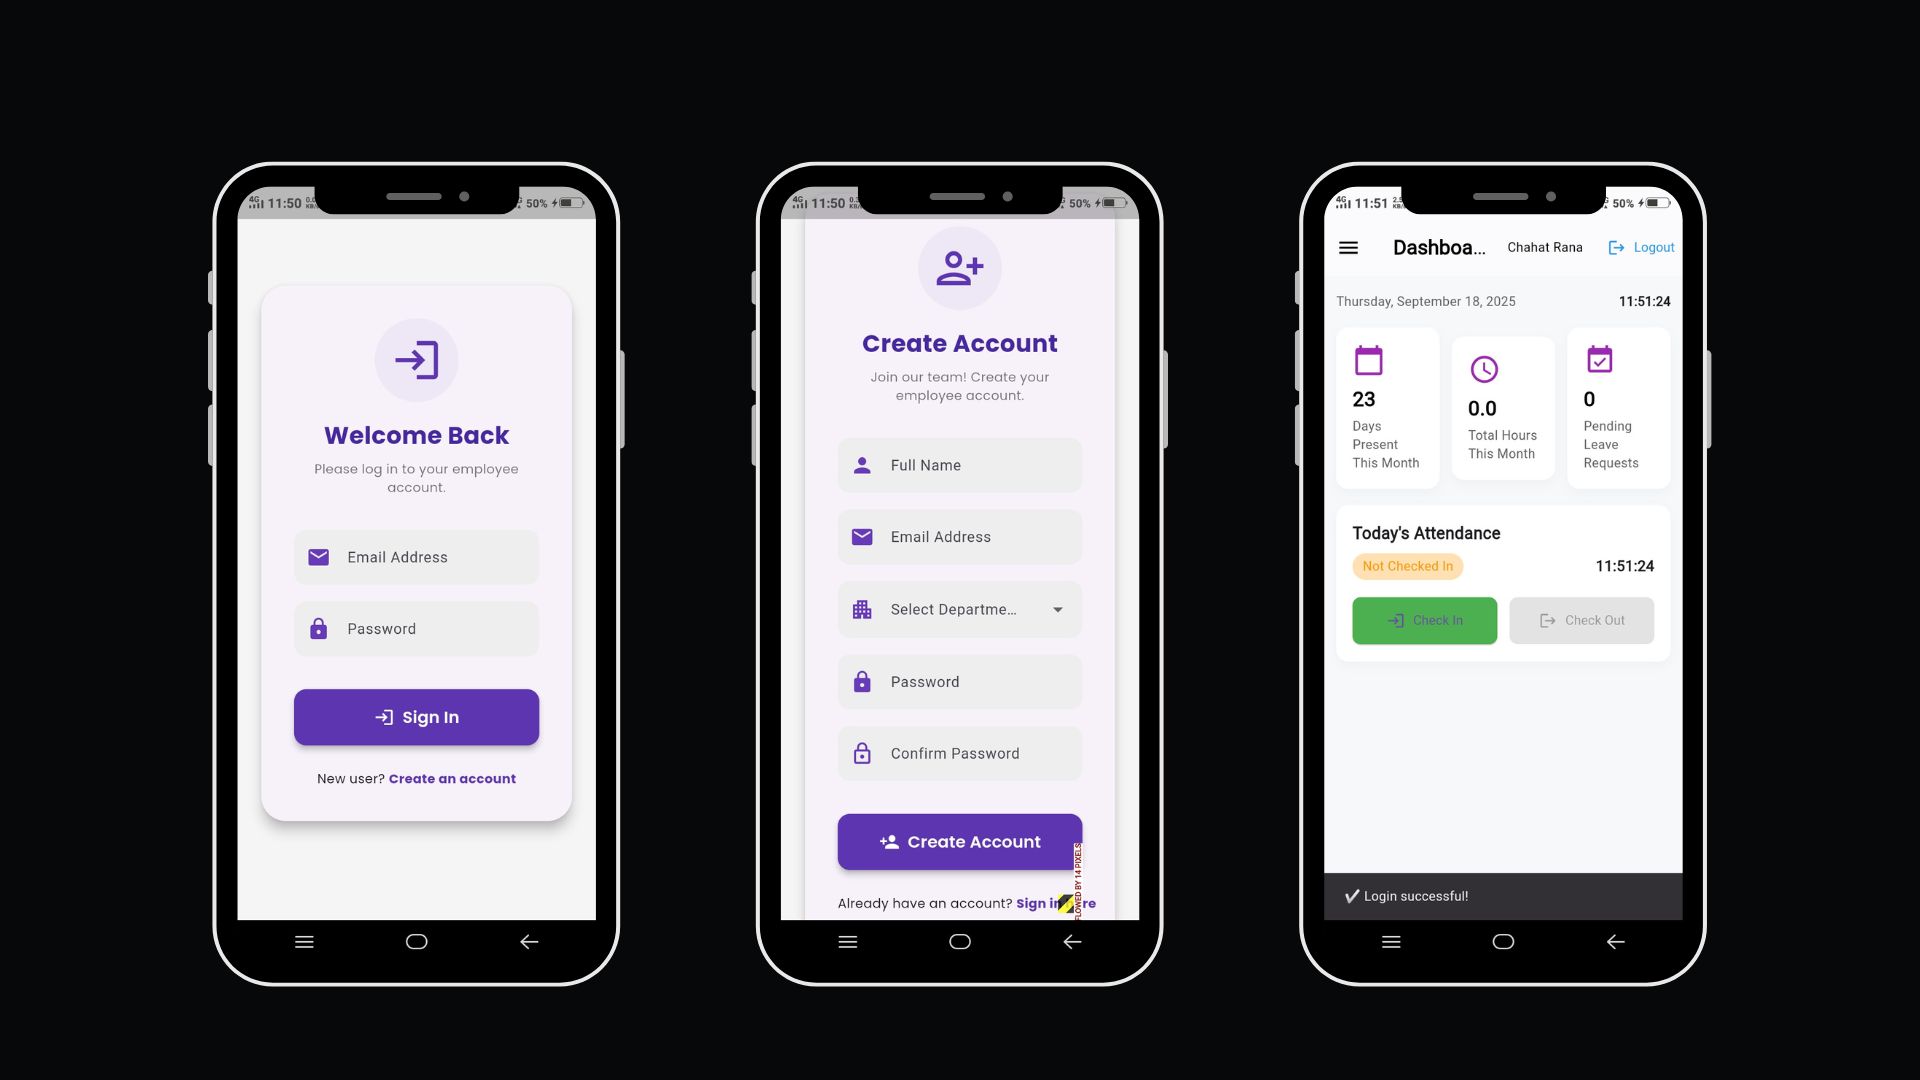 4G 11:50 50%
Welcome Back
Please log in to your employee
account.
Email Address
Password
Sign In
New user? Create an account
4G 11:50 50%
Create Account
Join our team! Create your
employee account.
Full Name
Email Address
Select Departme...
Password
Confirm Password
Create Account
Already have an account? Sign in
FLOWED BY 14 PIXELS
4G 11:51 50%
Dashboa... Chahat Rana Logout
Thursday, September 18, 2025 11:51:24
23
Days
Present
This Month
0.0
Total Hours
This Month
0
Pending
Leave
Requests
Today's Attendance
Not Checked In 11:51:24
Check In Check Out
✔ Login successful!